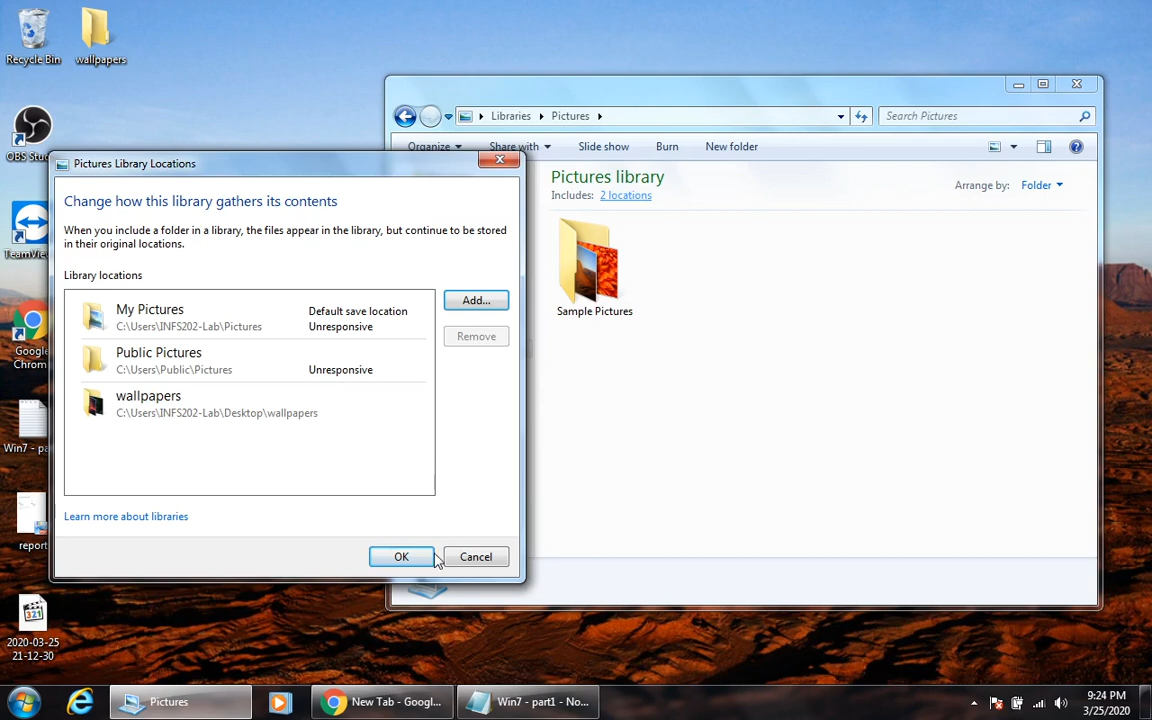 Recycle Bin
wallpapers
OBS Stu
TeamVie
Google
Chrom
Win7 - pa
report
2020-03-25
21-12-30
Libraries
Pictures
Search Pictures
Organize
Share with
Slide show
Burn
New folder
Pictures library
Includes: 2 locations
Arrange by: Folder
Sample Pictures
Pictures Library Locations
Change how this library gathers its contents
When you include a folder in a library, the files appear in the library, but continue to be stored
in their original locations.
Library locations
My Pictures
Default save location
C:\Users\INFS202-Lab\Pictures
Unresponsive
Public Pictures
C:\Users\Public\Pictures
Unresponsive
wallpapers
C:\Users\INFS202-Lab\Desktop\wallpapers
Add...
Remove
Learn more about libraries
OK
Cancel
Pictures
New Tab - Googl...
Win7 - part1 - No...
9:24 PM
3/25/2020